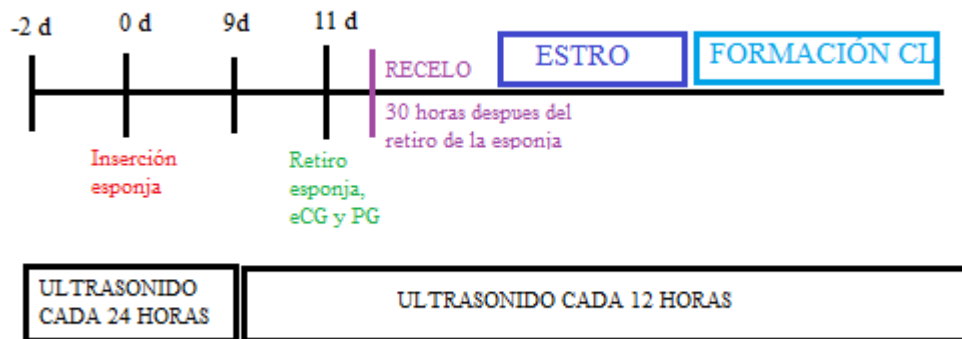 -2 d
0 d
9d
11 d
RECELO
ESTRO
FORMACIÓN CL
30 horas despues del
retiro de la esponja
Inserción
esponja
Retiro
esponja,
eCG y PG
ULTRASONIDO
CADA 24 HORAS
ULTRASONIDO CADA 12 HORAS